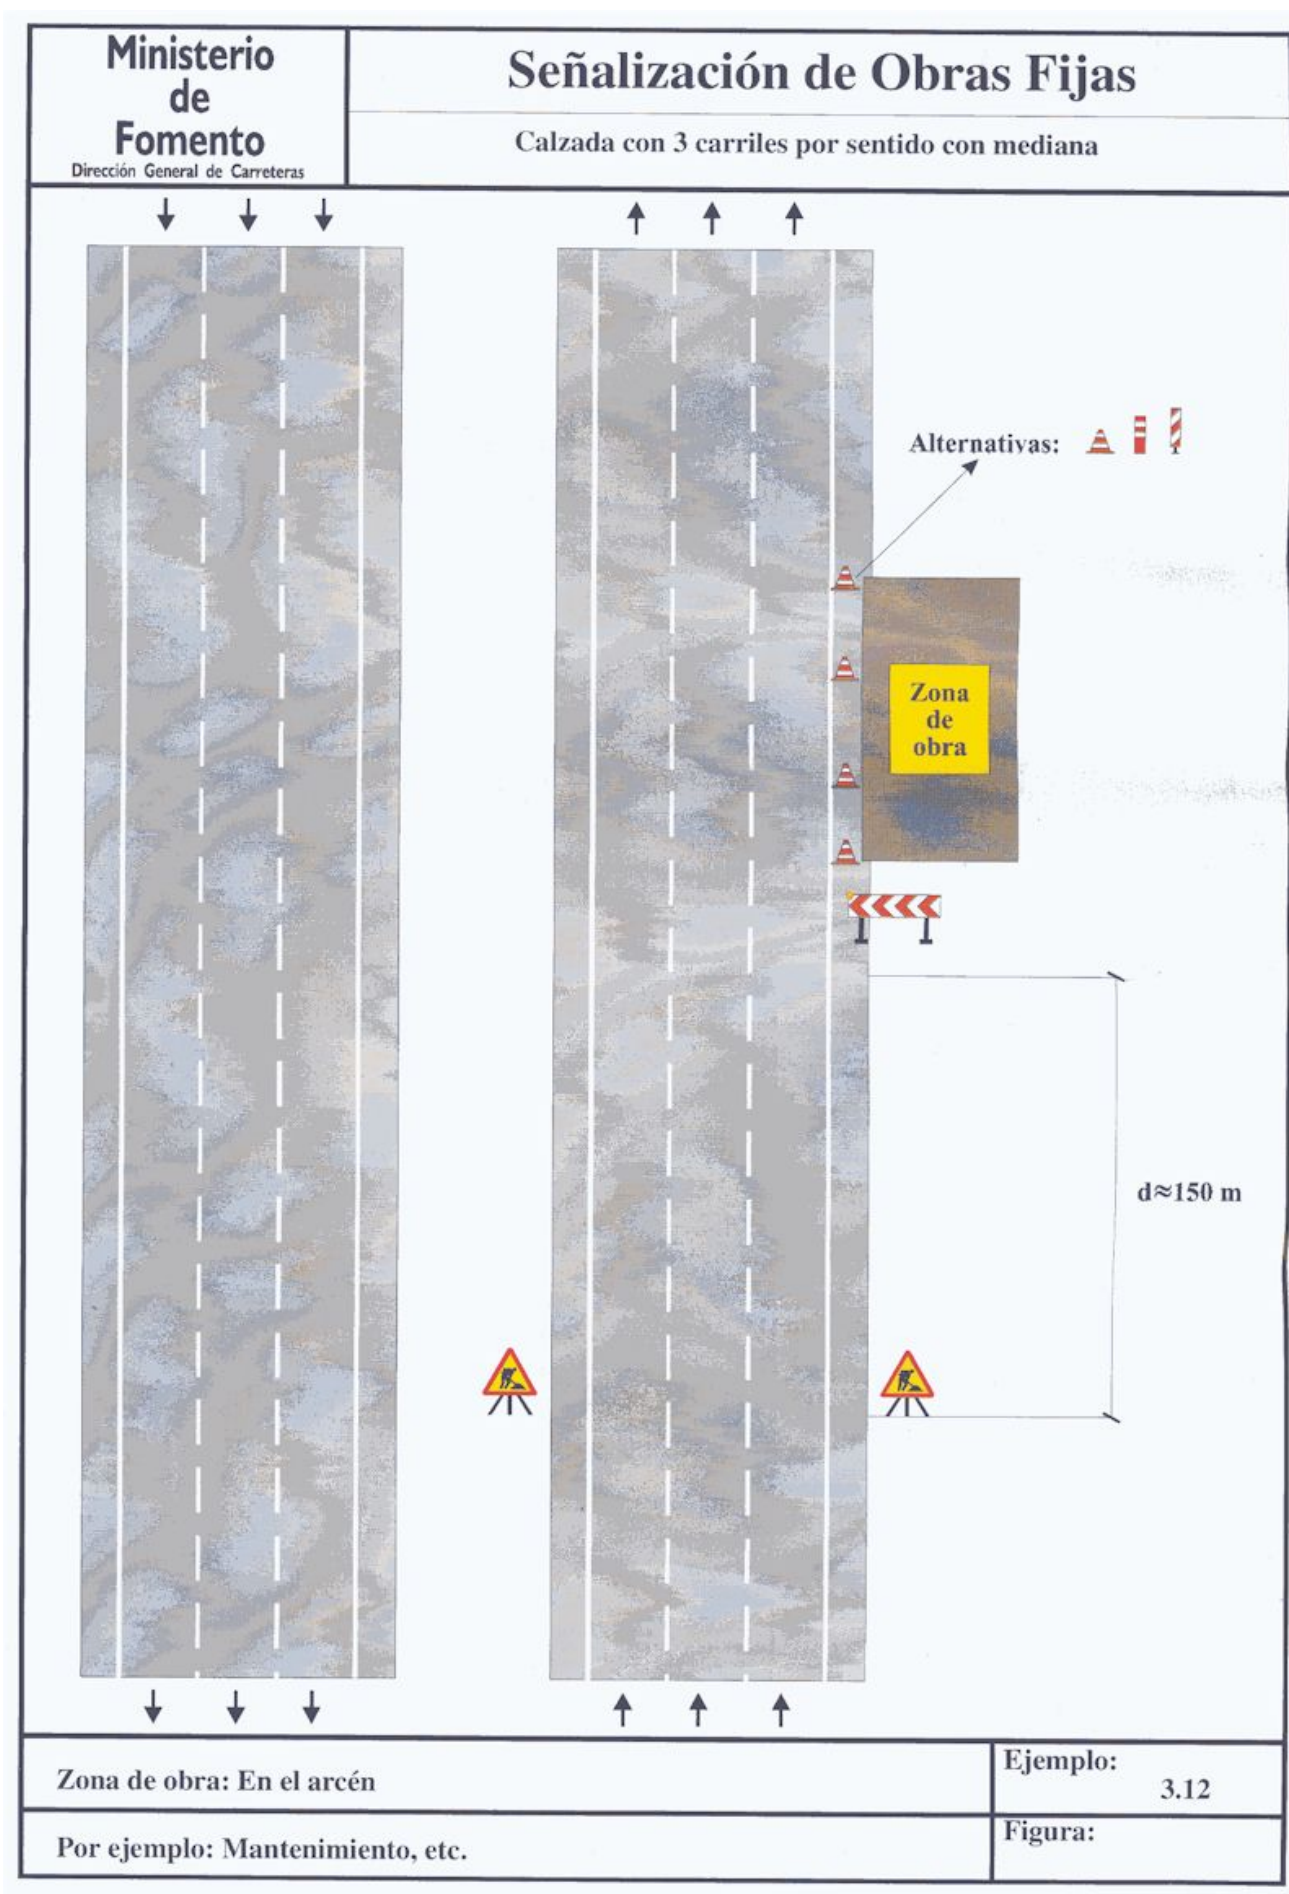 Ministerio
de
Fomento
Dirección General de Carreteras
Señalización de Obras Fijas
Calzada con 3 carriles por sentido con mediana
Alternativas:
Zona
de
obra
d≈150 m
Zona de obra: En el arcén
Ejemplo:
3.12
Por ejemplo: Mantenimiento, etc.
Figura: